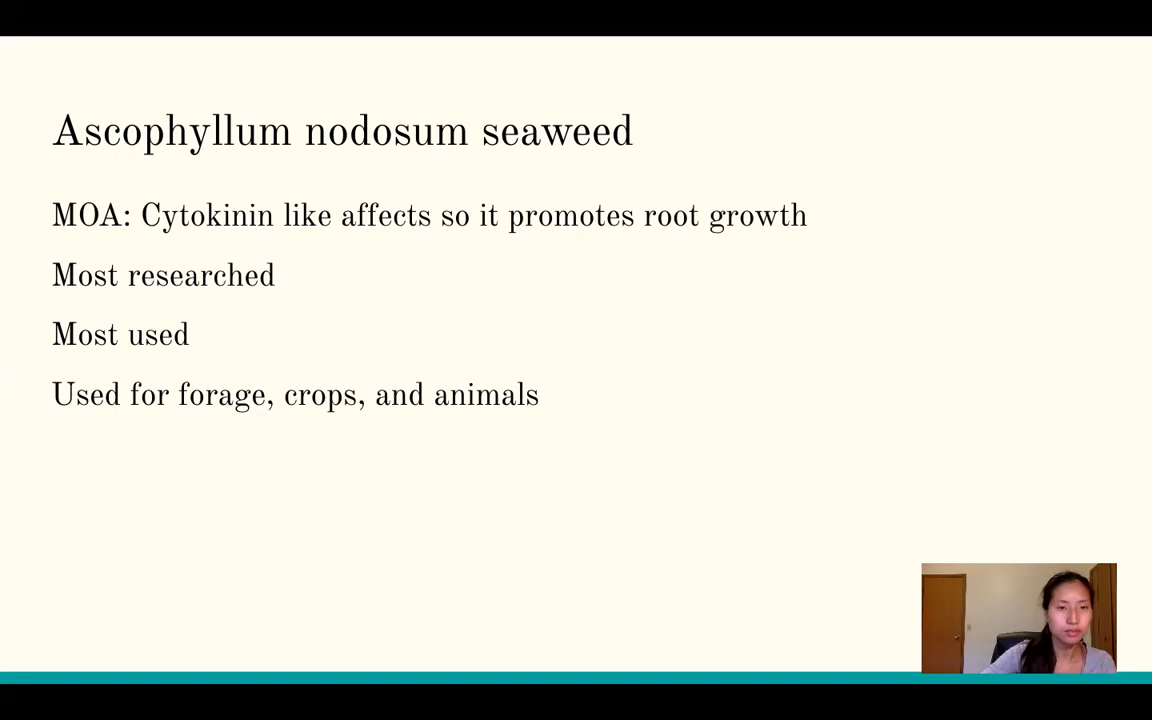 Ascophyllum nodosum seaweed
MOA: Cytokinin like affects so it promotes root growth
Most researched
Most used
Used for forage, crops, and animals